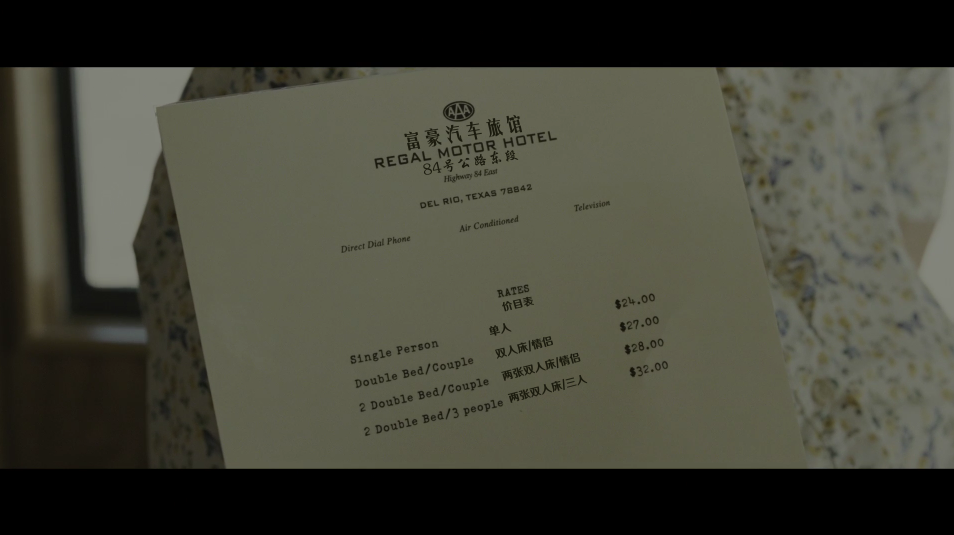 AAA
富豪汽车旅馆
REGAL MOTOR HOTEL
84号公路东段
Highway 84 East
DEL RIO, TEXAS 78842
Direct Dial Phone Air Conditioned Television
RATES
价目表
Single Person 单人 $24.00
Double Bed/Couple 双人床/情侣 $27.00
2 Double Bed/Couple 两张双人床/情侣 $28.00
2 Double Bed/3 people 两张双人床/三人 $32.00